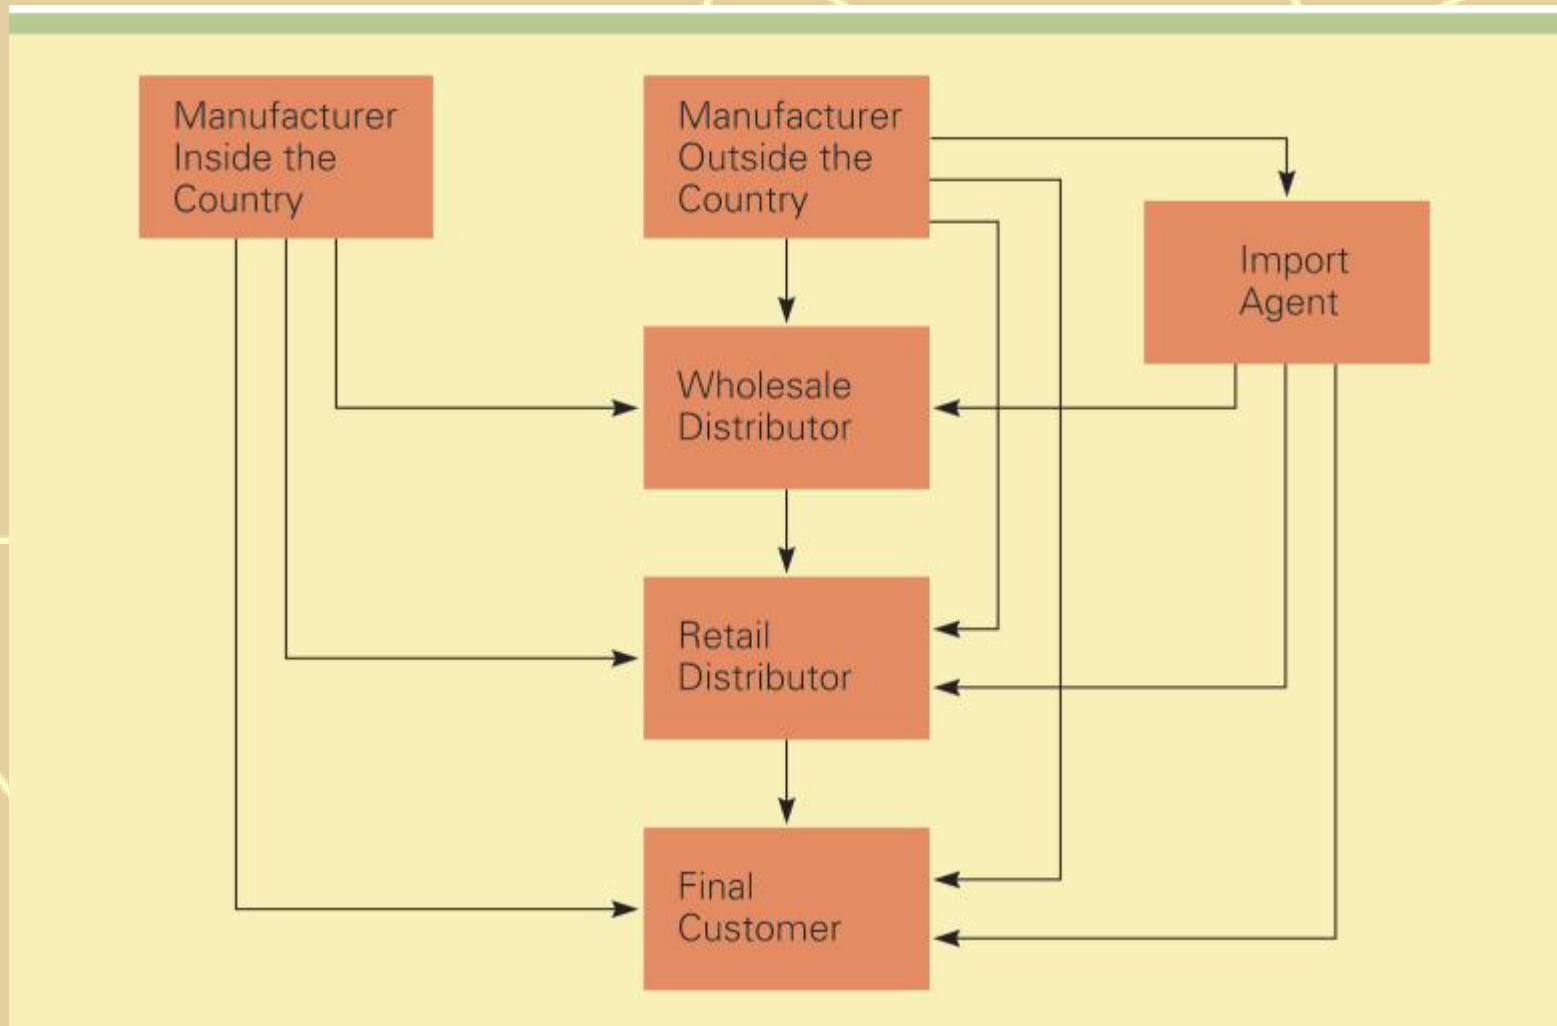 Manufacturer
Inside the
Country
Manufacturer
Outside the
Country
Import
Agent
Wholesale
Distributor
Retail
Distributor
Final
Customer